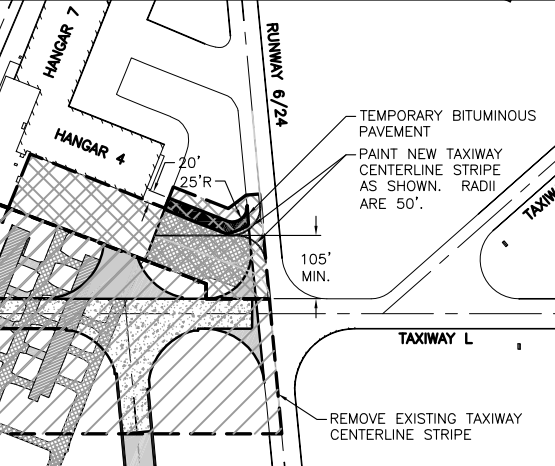 HANGAR 7
RUNWAY 6/24
TEMPORARY BITUMINOUS
PAVEMENT
HANGAR 4
20'
25'R
PAINT NEW TAXIWAY
CENTERLINE STRIPE
AS SHOWN. RADII
ARE 50'.
105'
MIN.
TAXIWAY L
REMOVE EXISTING TAXIWAY
CENTERLINE STRIPE